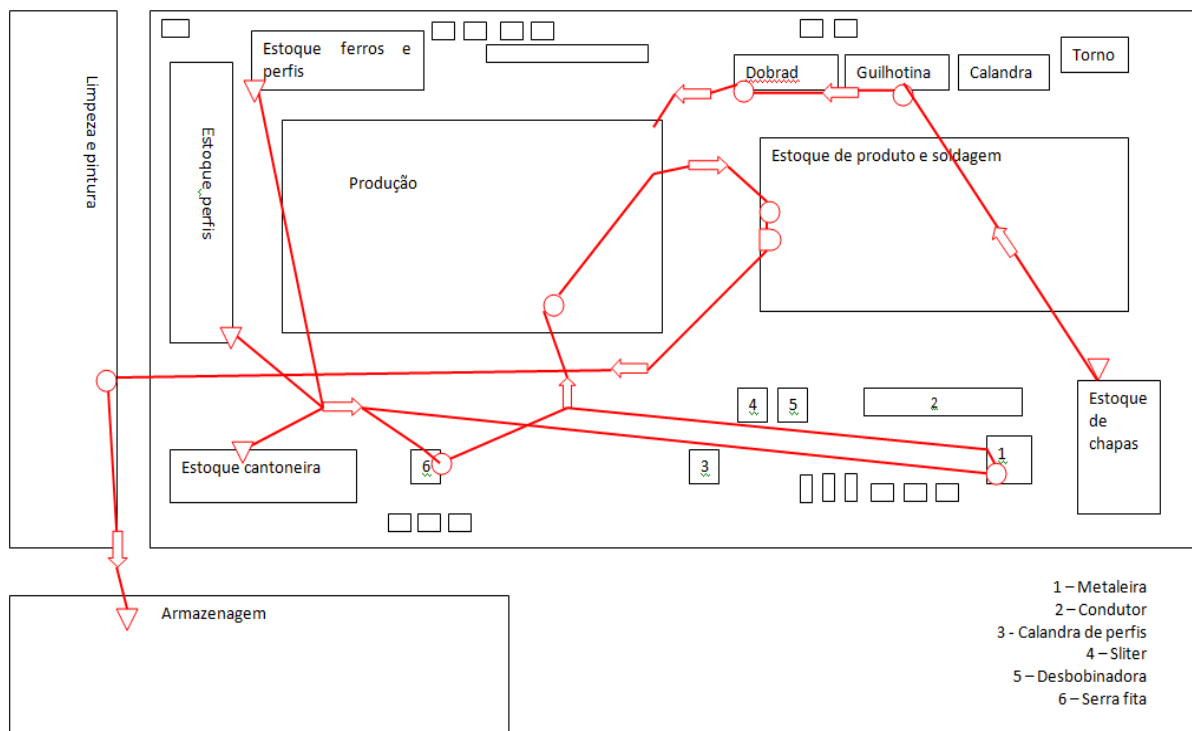 Estoque ferros e
perfis
Dobrad
Guilhotina
Calandra
Torno
Limpeza e pintura
Estoque perfis
Produção
Estoque de produto e soldagem
4
5
2
Estoque
de
chapas
Estoque cantoneira
6
3
1
Armazenagem
1 – Metaleira
2 – Condutor
3 - Calandra de perfis
4 – Sliter
5 – Desbobinadora
6 – Serra fita